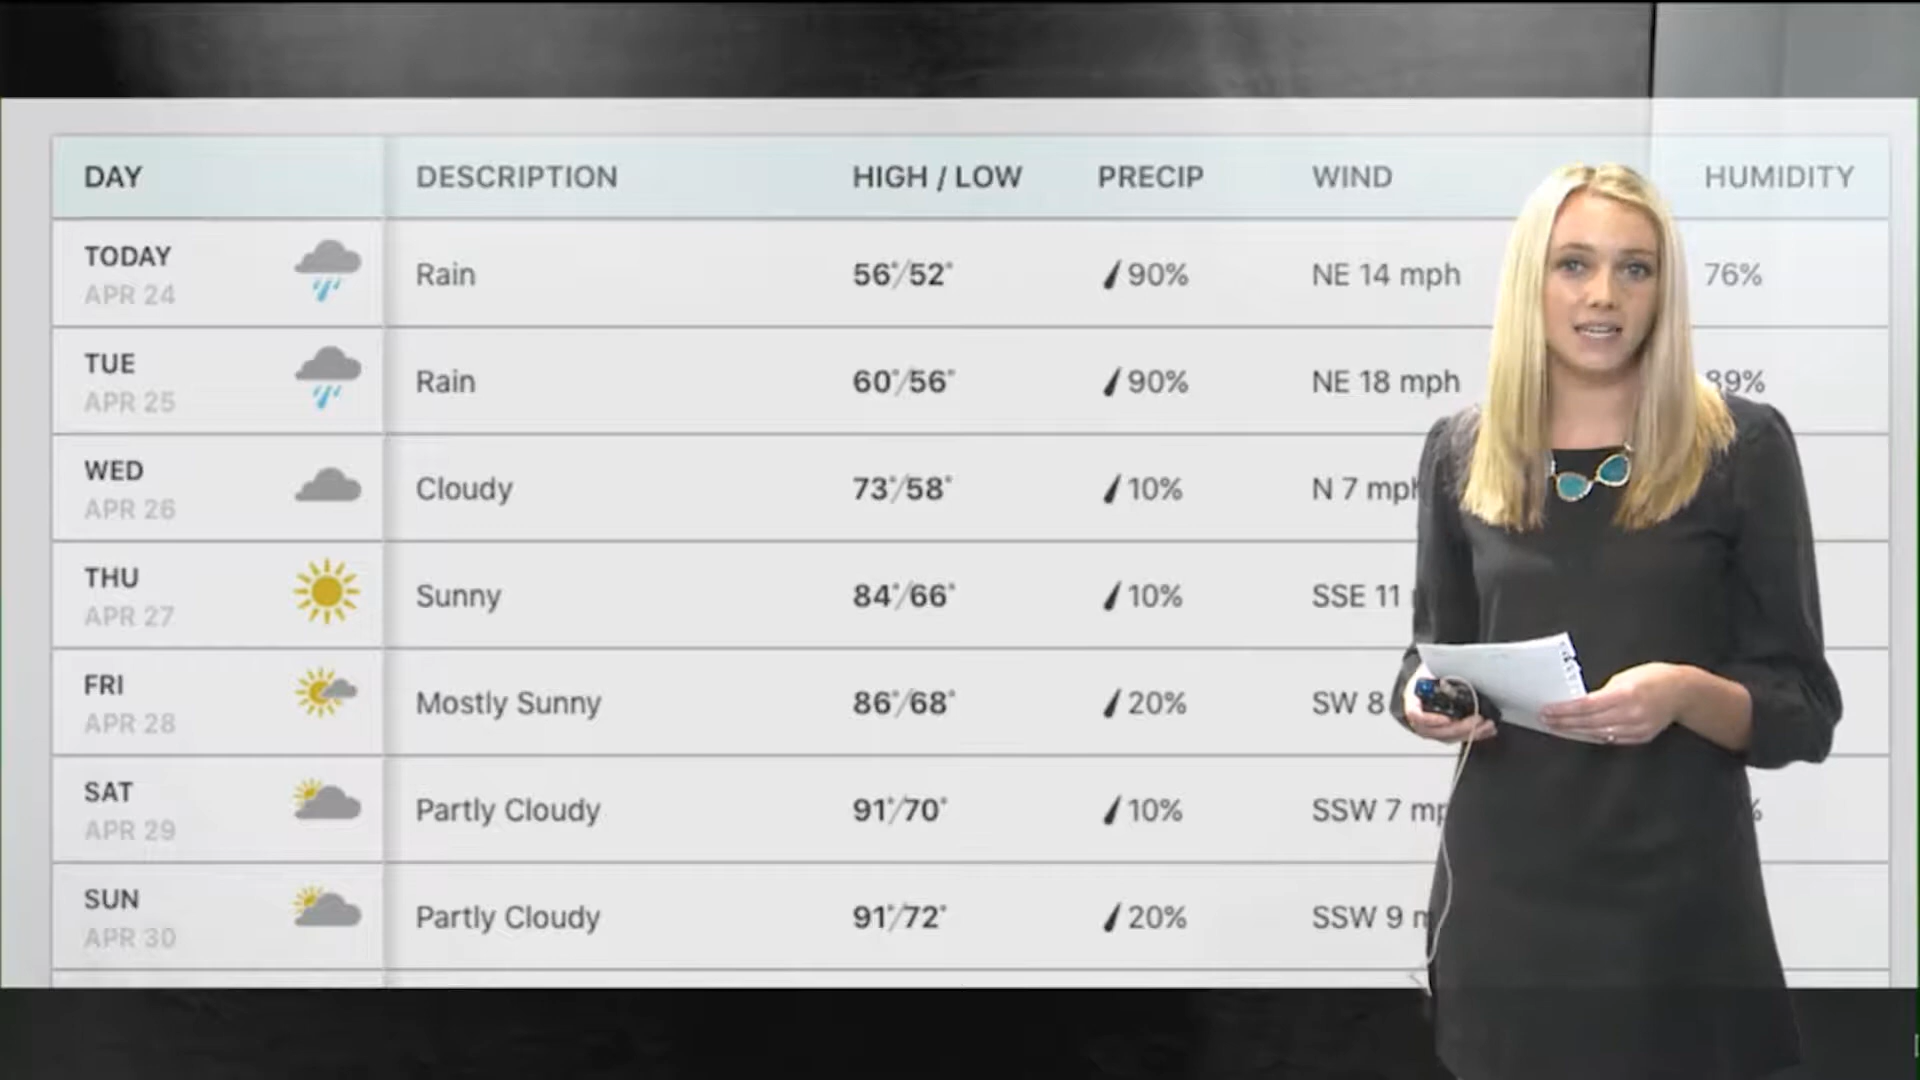 DAY DESCRIPTION HIGH / LOW PRECIP WIND HUMIDITY
TODAY
APR 24
Rain 56°/52° 90% NE 14 mph 76%
TUE
APR 25
Rain 60°/56° 90% NE 18 mph 89%
WED
APR 26
Cloudy 73°/58° 10% N 7 mph
THU
APR 27
Sunny 84°/66° 10% SSE 11
FRI
APR 28
Mostly Sunny 86°/68° 20% SW 8
SAT
APR 29
Partly Cloudy 91°/70° 10% SSW 7 mp
SUN
APR 30
Partly Cloudy 91°/72° 20% SSW 9 m